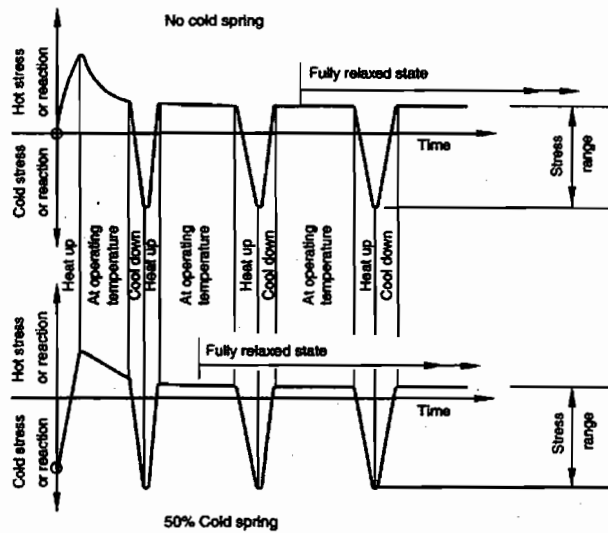 No cold spring
Hot stress
or reaction
Fully relaxed state
Time
Cold stress
or reaction
Stress
range
Heat up
At operating
temperature
Cool down
Heat up
At operating
temperature
Heat up
Cool down
At operating
temperature
Heat up
Cool down
Hot stress
or reaction
Fully relaxed state
Time
Cold stress
or reaction
Stress
range
50% Cold spring